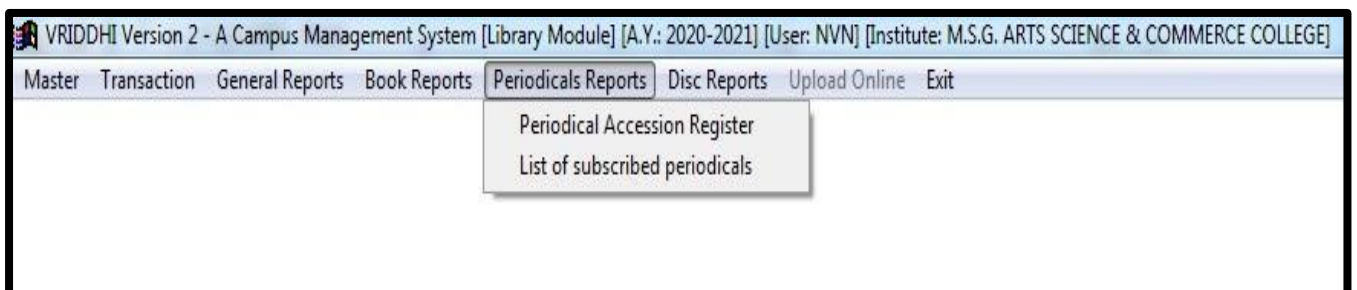 VRIDDHI Version 2 - A Campus Management System [Library Module] [A.Y.: 2020-2021] [User: NVN] [Institute: M.S.G. ARTS SCIENCE & COMMERCE COLLEGE]
Master Transaction General Reports Book Reports Periodicals Reports Disc Reports Upload Online Exit
Periodical Accession Register
List of subscribed periodicals